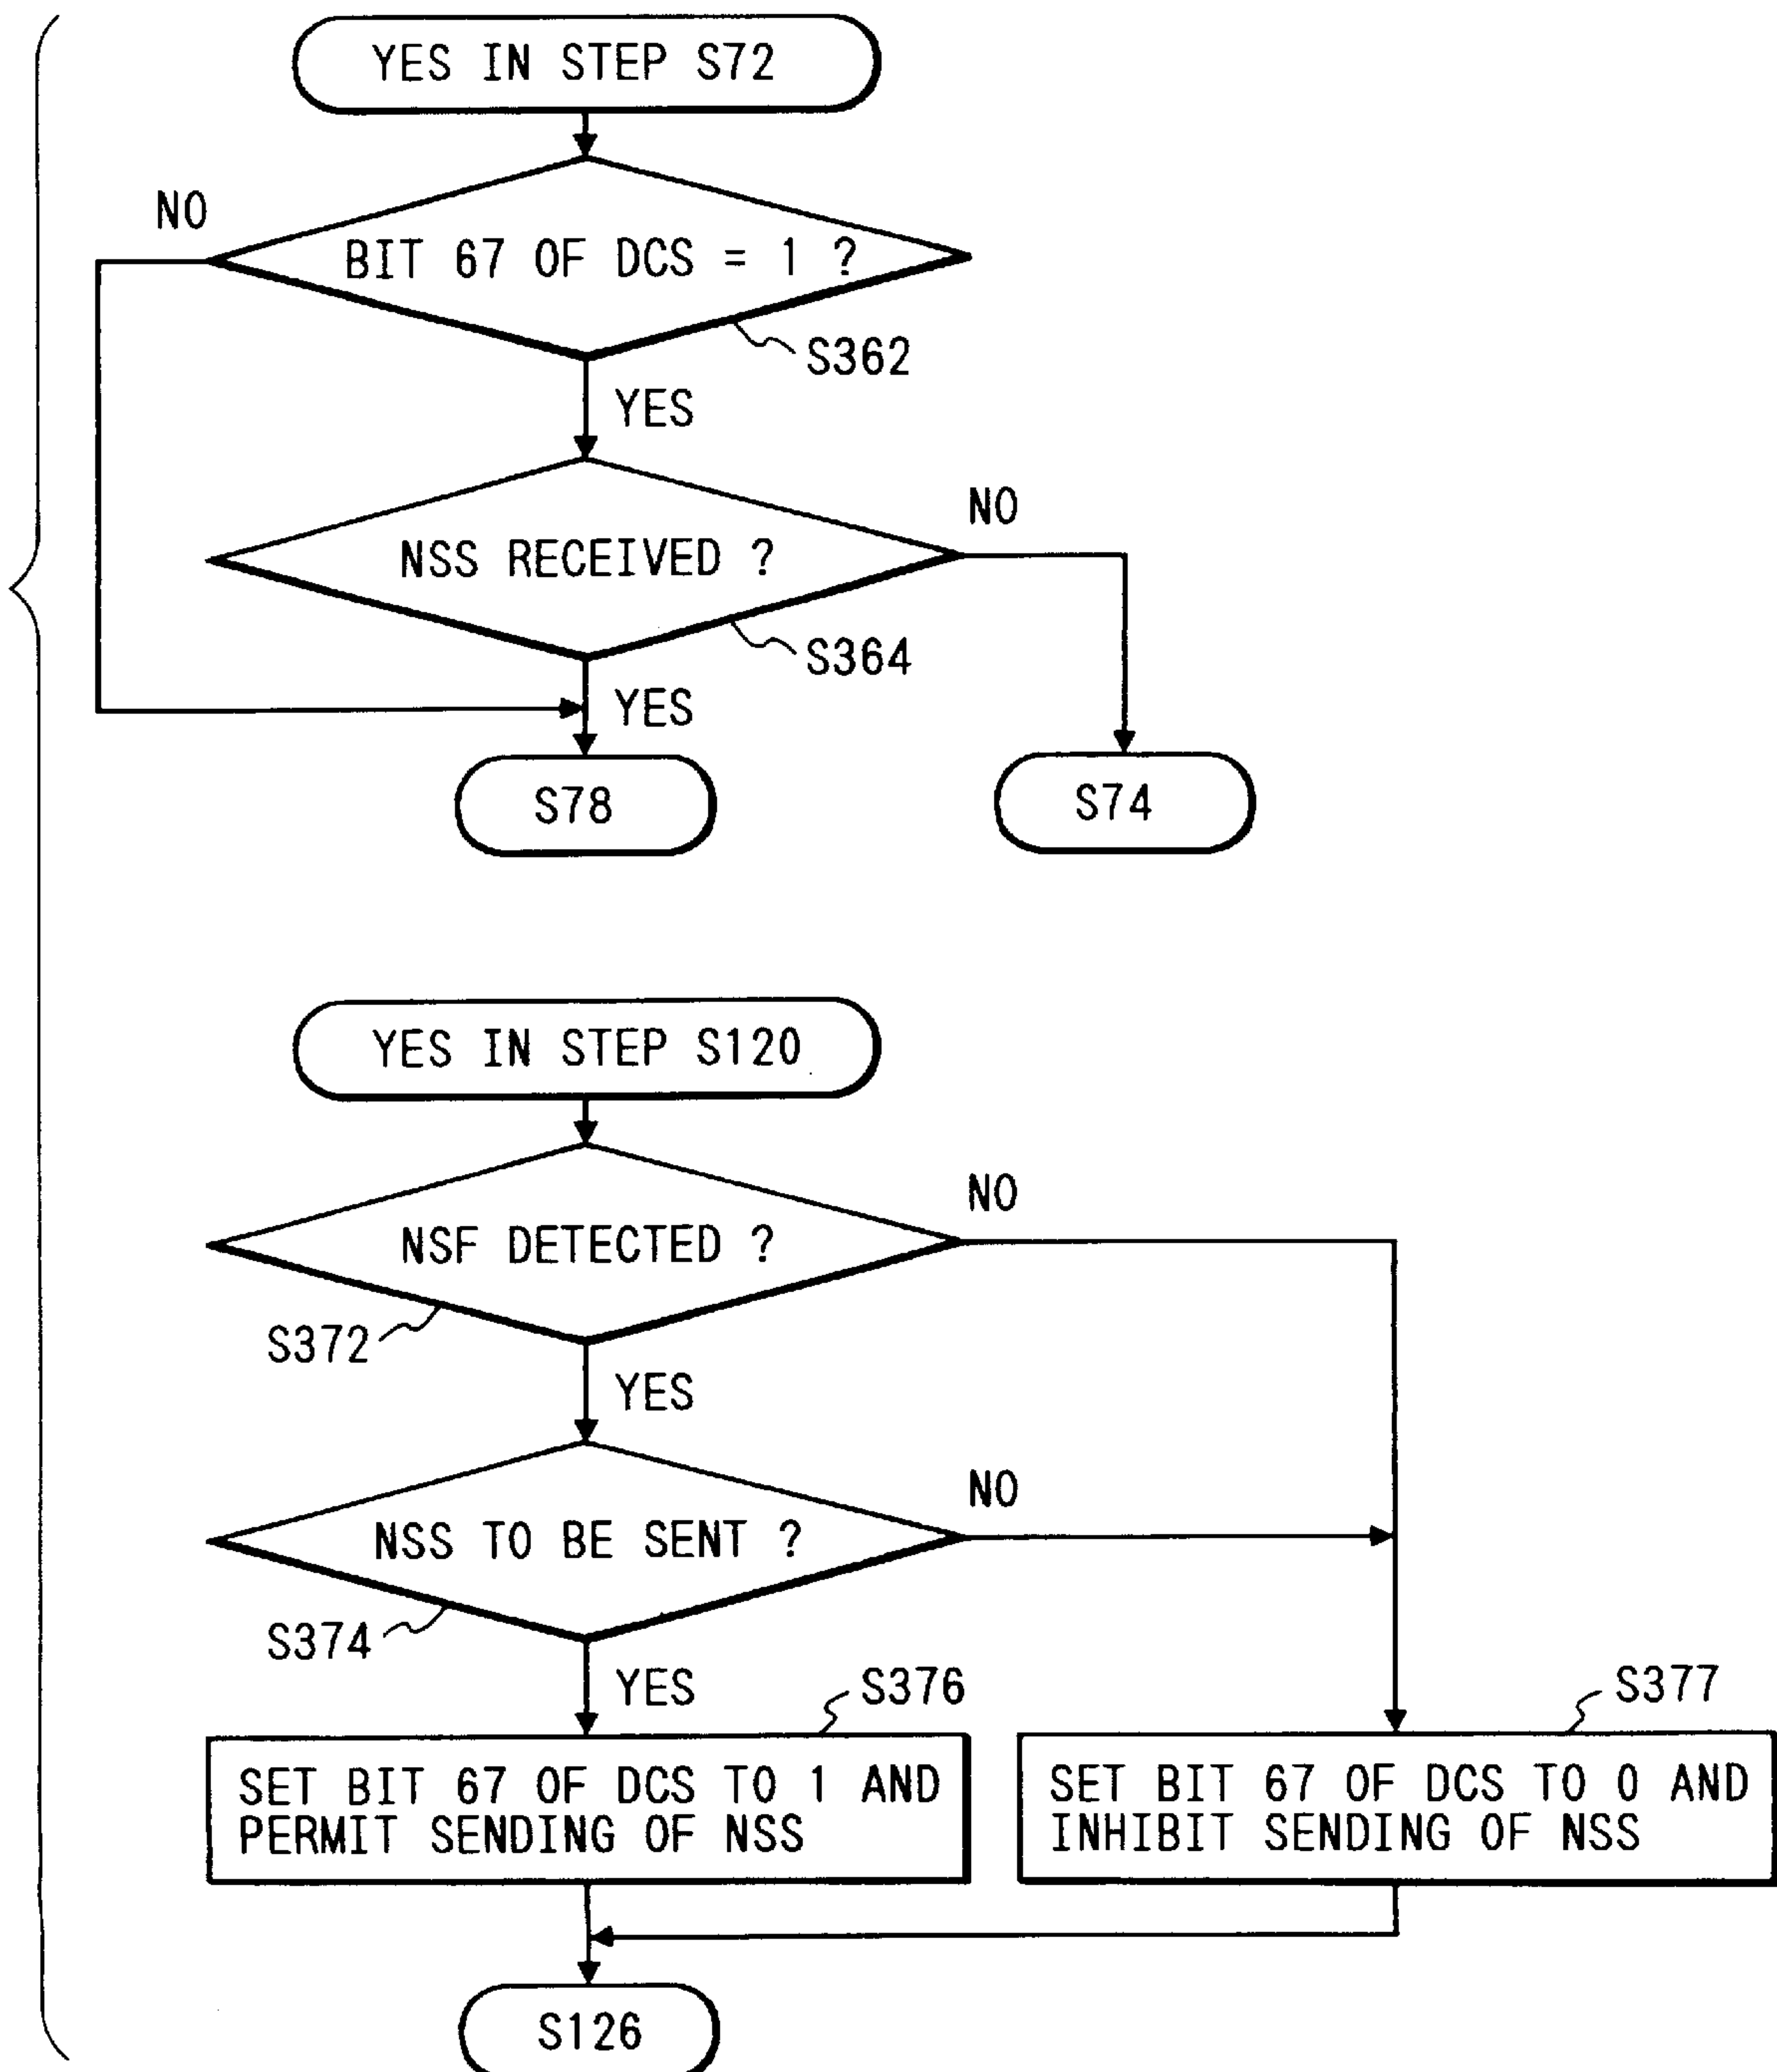 YES IN STEP S72
NO
BIT 67 OF DCS = 1 ?
S362
YES
NO
NSS RECEIVED ?
S364
YES
S78
S74
YES IN STEP S120
NO
NSF DETECTED ?
S372
YES
NO
NSS TO BE SENT ?
S374
YES
S376
S377
SET BIT 67 OF DCS TO 1 AND
PERMIT SENDING OF NSS
SET BIT 67 OF DCS TO 0 AND
INHIBIT SENDING OF NSS
S126